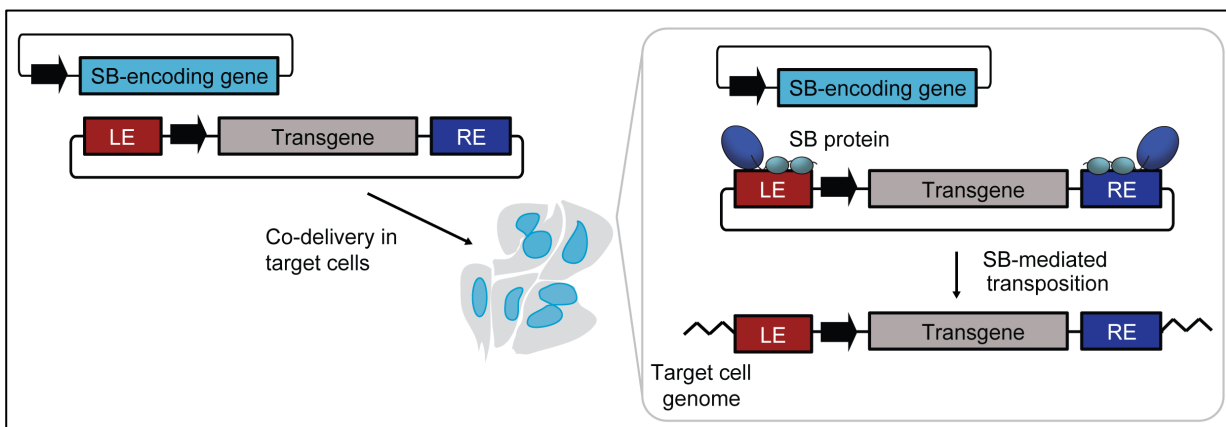 SB-encoding gene
LE
Transgene
RE
Co-delivery in
target cells
SB-encoding gene
SB protein
LE
Transgene
RE
SB-mediated
transposition
LE
Transgene
RE
Target cell
genome